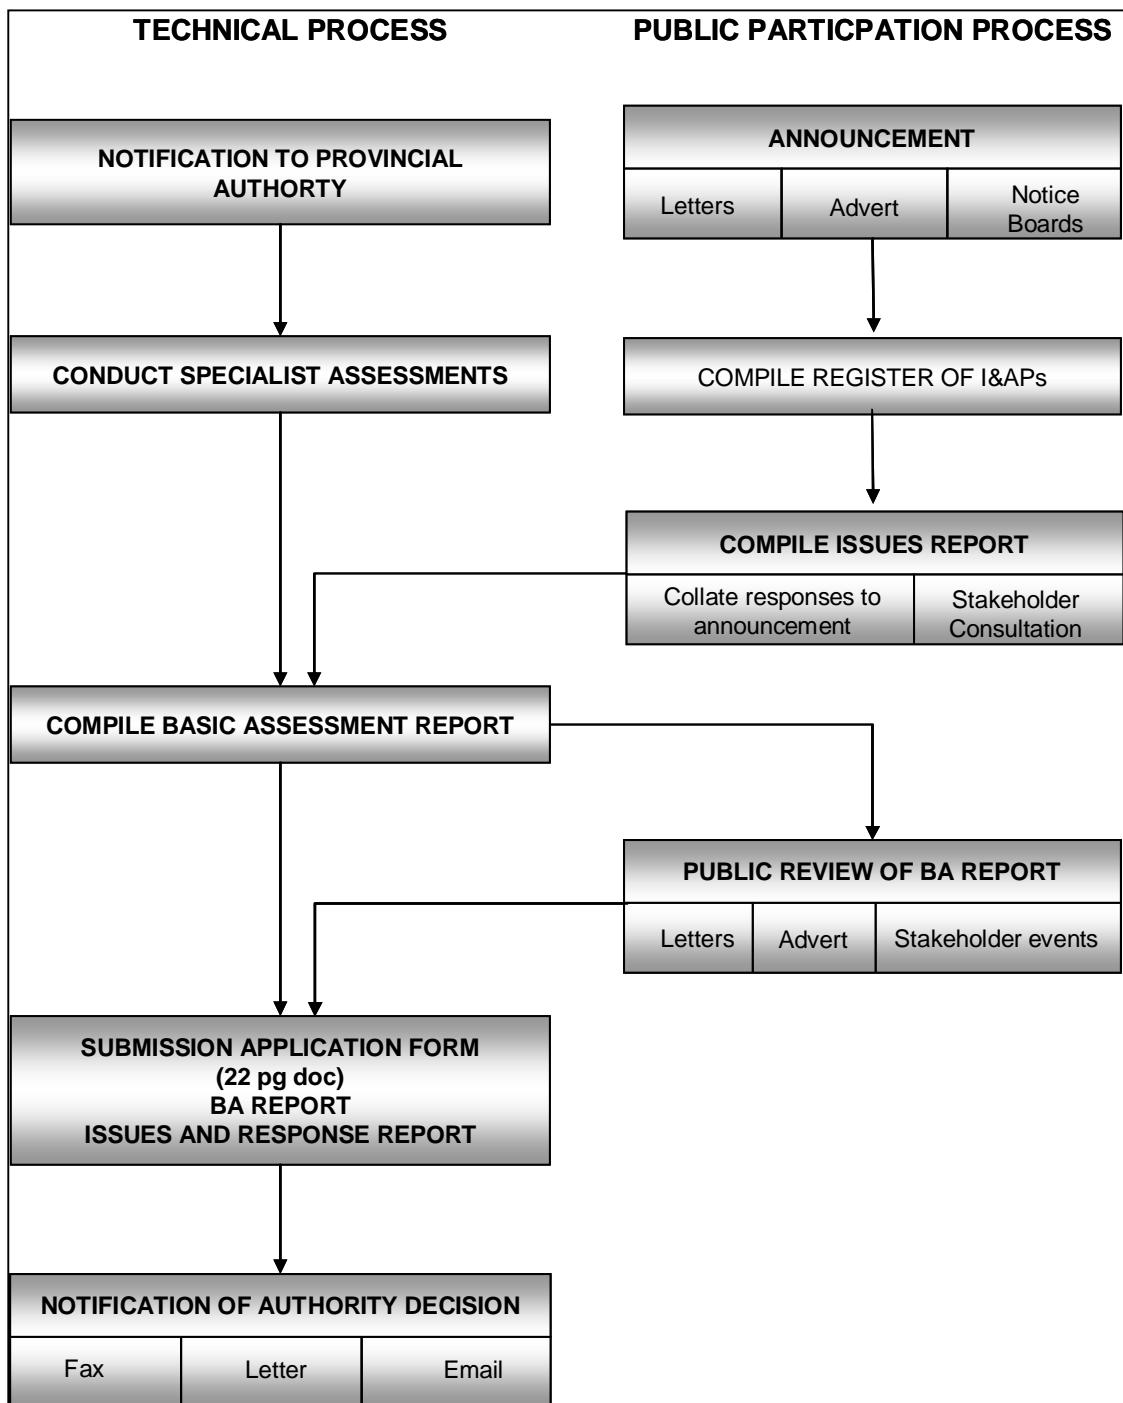 TECHNICAL PROCESS
PUBLIC PARTICPATION PROCESS
NOTIFICATION TO PROVINCIAL
AUTHORTY
ANNOUNCEMENT
Letters
Advert
Notice
Boards
CONDUCT SPECIALIST ASSESSMENTS
COMPILE REGISTER OF I&APs
COMPILE ISSUES REPORT
Collate responses to
announcement
Stakeholder
Consultation
COMPILE BASIC ASSESSMENT REPORT
PUBLIC REVIEW OF BA REPORT
Letters
Advert
Stakeholder events
SUBMISSION APPLICATION FORM
(22 pg doc)
BA REPORT
ISSUES AND RESPONSE REPORT
NOTIFICATION OF AUTHORITY DECISION
Fax
Letter
Email